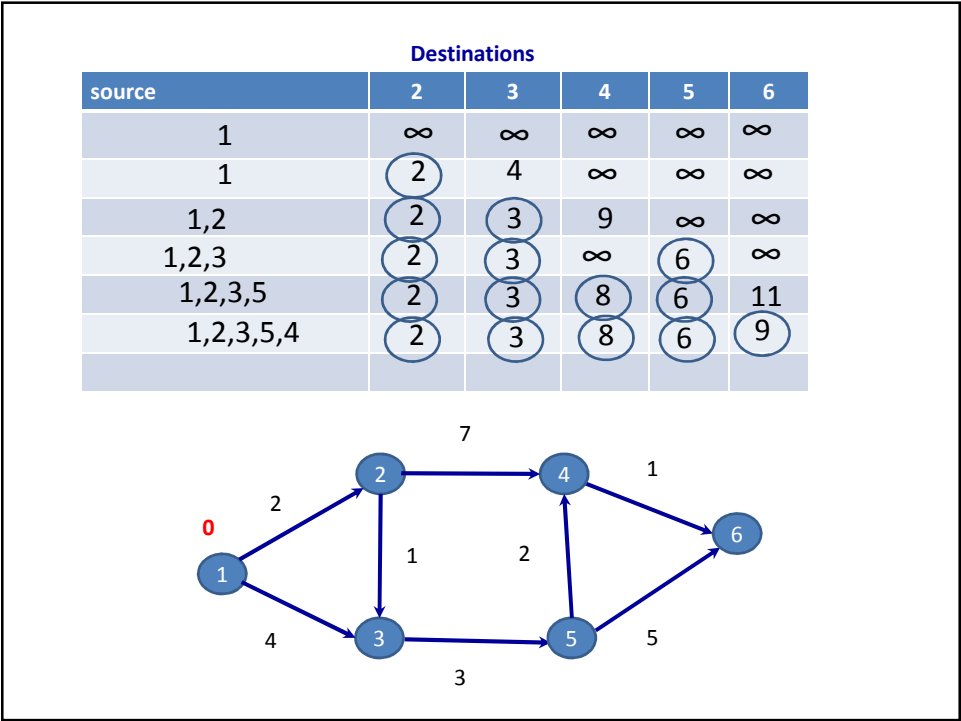 Destinations
source 2 3 4 5 6
1 ∞ ∞ ∞ ∞ ∞
1 2 4 ∞ ∞ ∞
1,2 2 3 9 ∞ ∞
1,2,3 2 3 ∞ 6 ∞
1,2,3,5 2 3 8 6 11
1,2,3,5,4 2 3 8 6 9
7
2 4 1
2
0 6
1 2
1
4 3 5 5
3